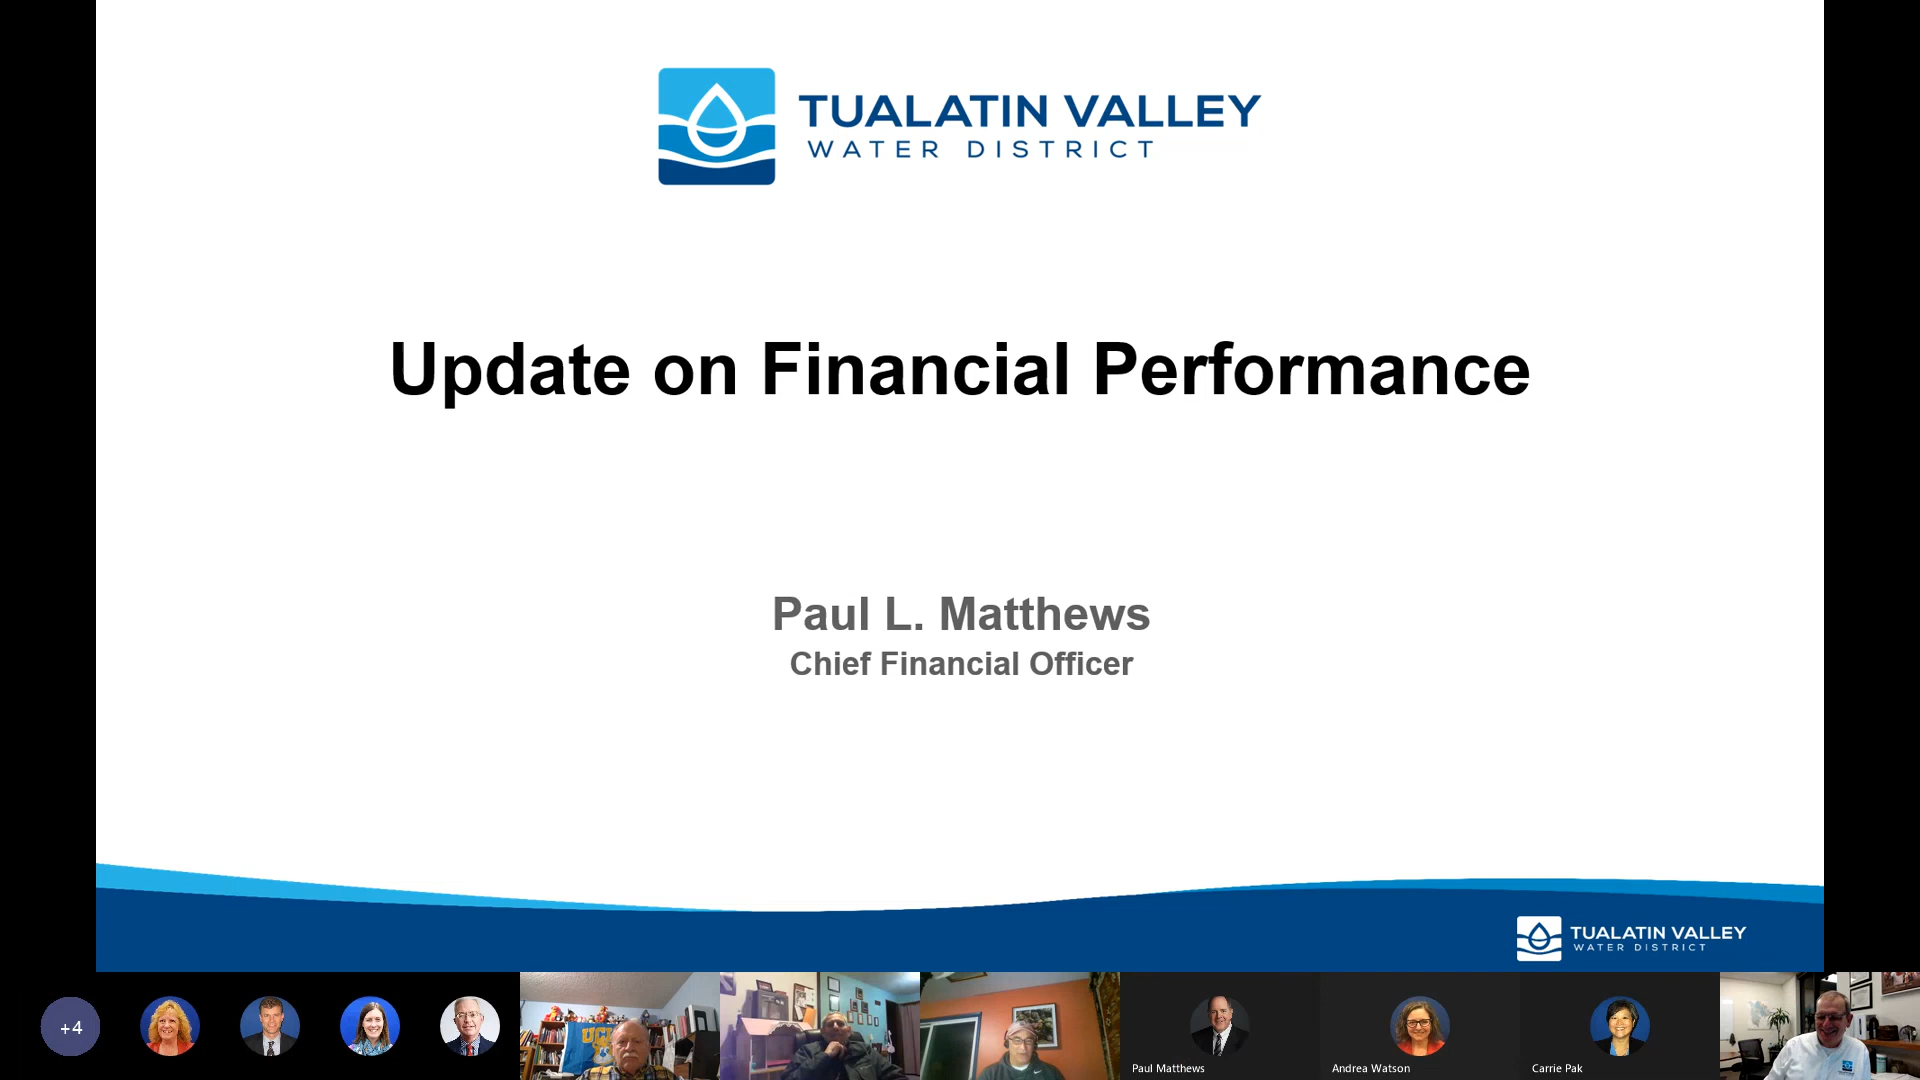 TUALATIN VALLEY
WATER DISTRICT
Update on Financial Performance
Paul L. Matthews
Chief Financial Officer
TUALATIN VALLEY
WATER DISTRICT
+4
Paul Matthews
Andrea Watson
Carrie Pak